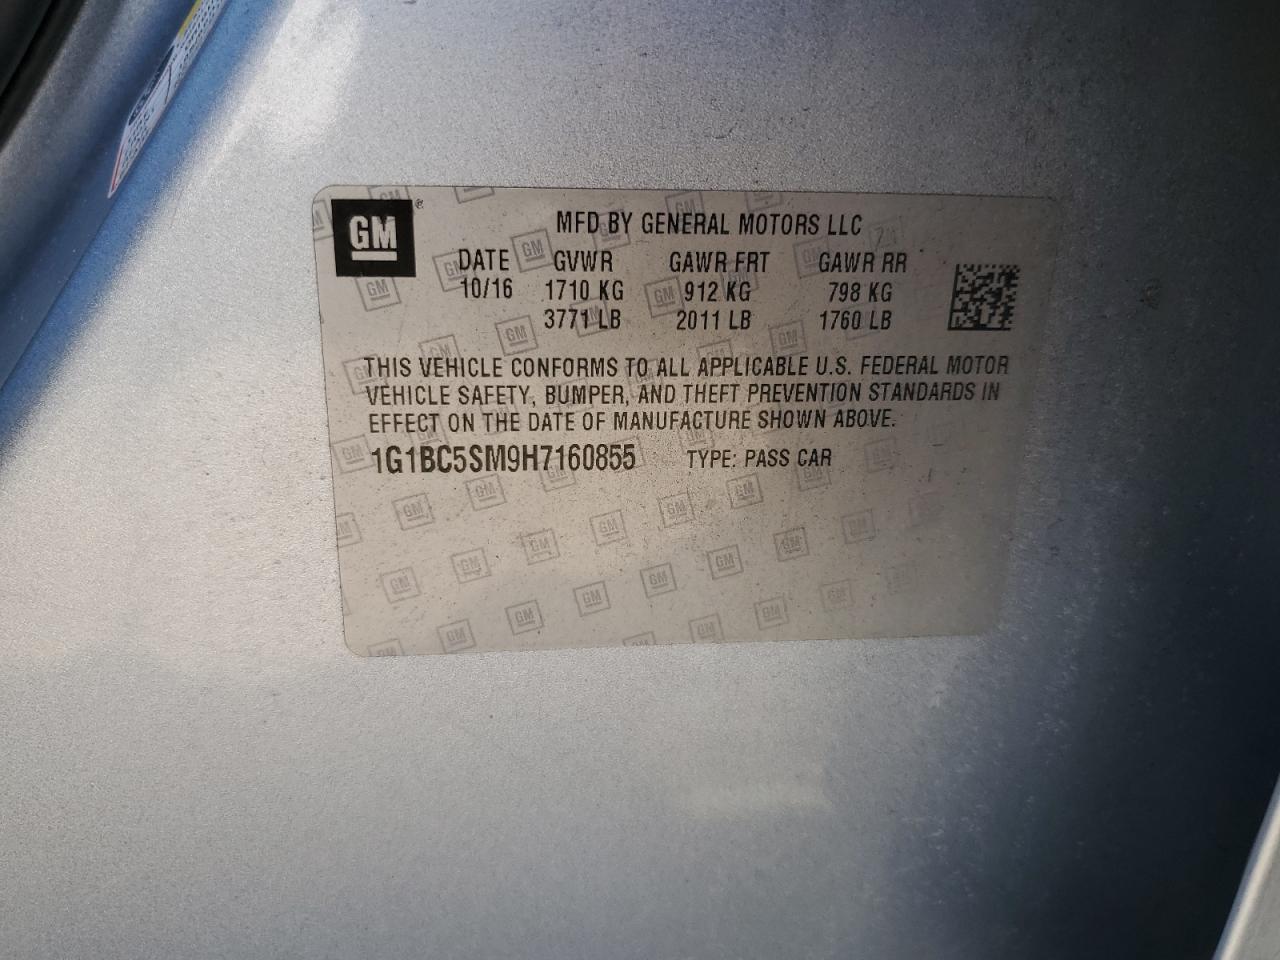 GM®
MFD BY GENERAL MOTORS LLC
DATE GVWR GAWR FRT GAWR RR
10/16 1710 KG 912 KG 798 KG
3771 LB 2011 LB 1760 LB
THIS VEHICLE CONFORMS TO ALL APPLICABLE U.S. FEDERAL MOTOR
VEHICLE SAFETY, BUMPER, AND THEFT PREVENTION STANDARDS IN
EFFECT ON THE DATE OF MANUFACTURE SHOWN ABOVE.
1G1BC5SM9H7160855 TYPE: PASS CAR